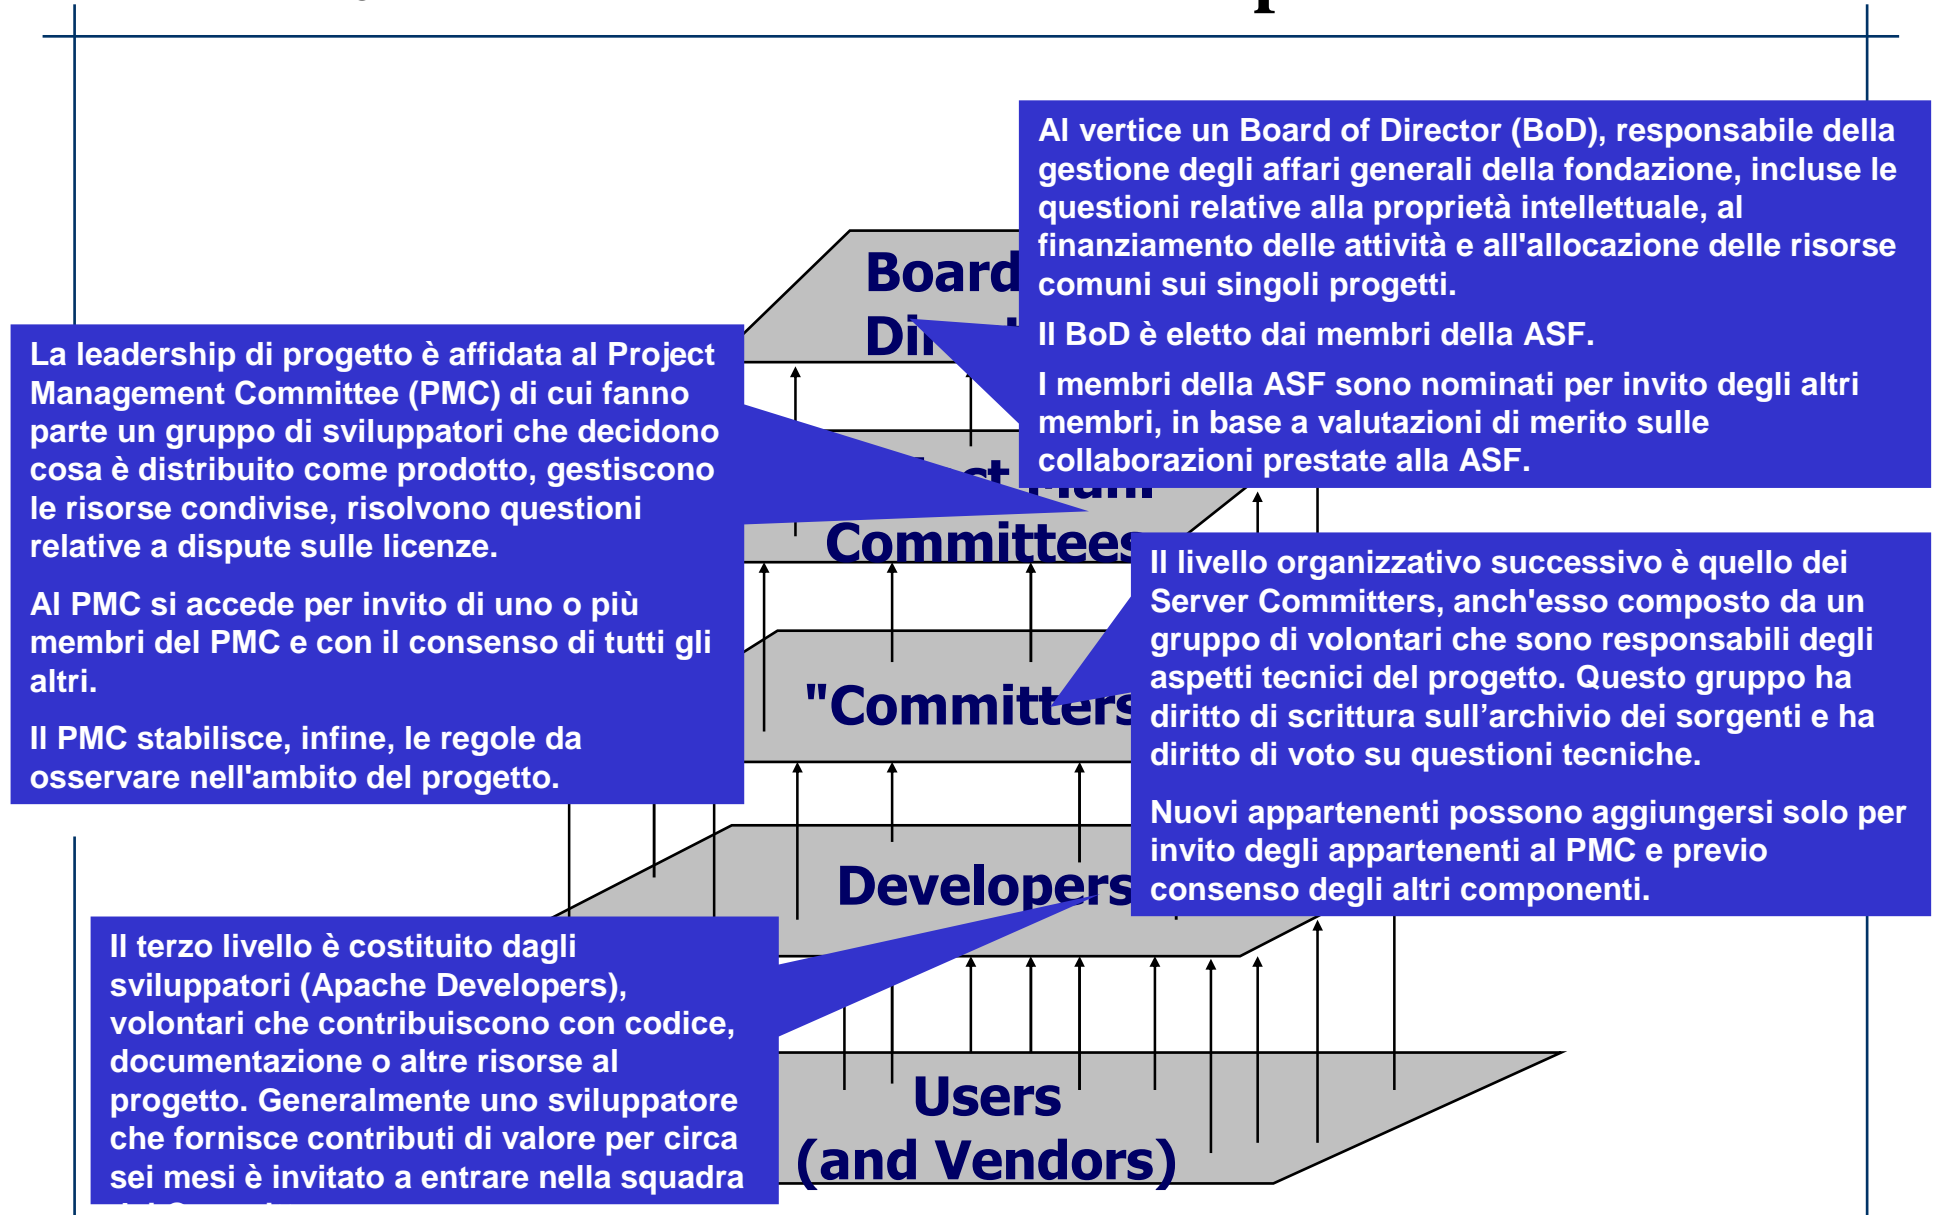 Al vertice un Board of Director (BoD), responsabile della
gestione degli affari generali della fondazione, incluse le
questioni relative alla proprietà intellettuale, al
finanziamento delle attività e all'allocazione delle risorse
comuni sui singoli progetti.
Il BoD è eletto dai membri della ASF.
I membri della ASF sono nominati per invito degli altri
membri, in base a valutazioni di merito sulle
collaborazioni prestate alla ASF.
Board
La leadership di progetto è affidata al Project
Management Committee (PMC) di cui fanno
parte un gruppo di sviluppatori che decidono
cosa è distribuito come prodotto, gestiscono
le risorse condivise, risolvono questioni
relative a dispute sulle licenze.
Al PMC si accede per invito di uno o più
membri del PMC e con il consenso di tutti gli
altri.
Il PMC stabilisce, infine, le regole da
osservare nell'ambito del progetto.
Committees
Il livello organizzativo successivo è quello dei
Server Committers, anch'esso composto da un
gruppo di volontari che sono responsabili degli
aspetti tecnici del progetto. Questo gruppo ha
diritto di scrittura sull’archivio dei sorgenti e ha
diritto di voto su questioni tecniche.
Nuovi appartenenti possono aggiungersi solo per
invito degli appartenenti al PMC e previo
consenso degli altri componenti.
"Committers
Developers
Il terzo livello è costituito dagli
sviluppatori (Apache Developers),
volontari che contribuiscono con codice,
documentazione o altre risorse al
progetto. Generalmente uno sviluppatore
che fornisce contributi di valore per circa
sei mesi è invitato a entrare nella squadra
Users
(and Vendors)